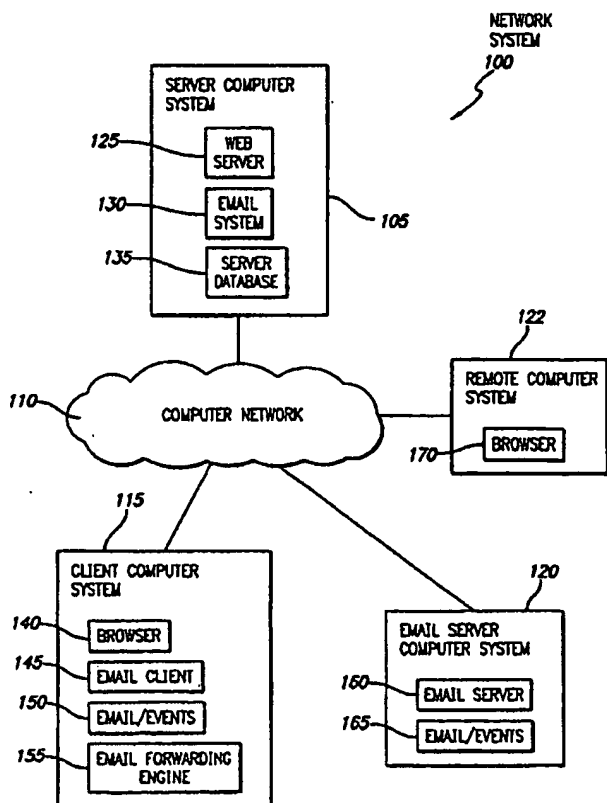 NETWORK
SYSTEM
100
SERVER COMPUTER
SYSTEM
125
WEB
SERVER
130
EMAIL
SYSTEM
105
135
SERVER
DATABASE
122
REMOTE COMPUTER
SYSTEM
110
COMPUTER NETWORK
170
BROWSER
115
CLIENT COMPUTER
SYSTEM
120
EMAIL SERVER
COMPUTER SYSTEM
140
BROWSER
145
EMAIL CLIENT
160
EMAIL SERVER
150
EMAIL/EVENTS
165
EMAIL/EVENTS
155
EMAIL FORWARDING
ENGINE